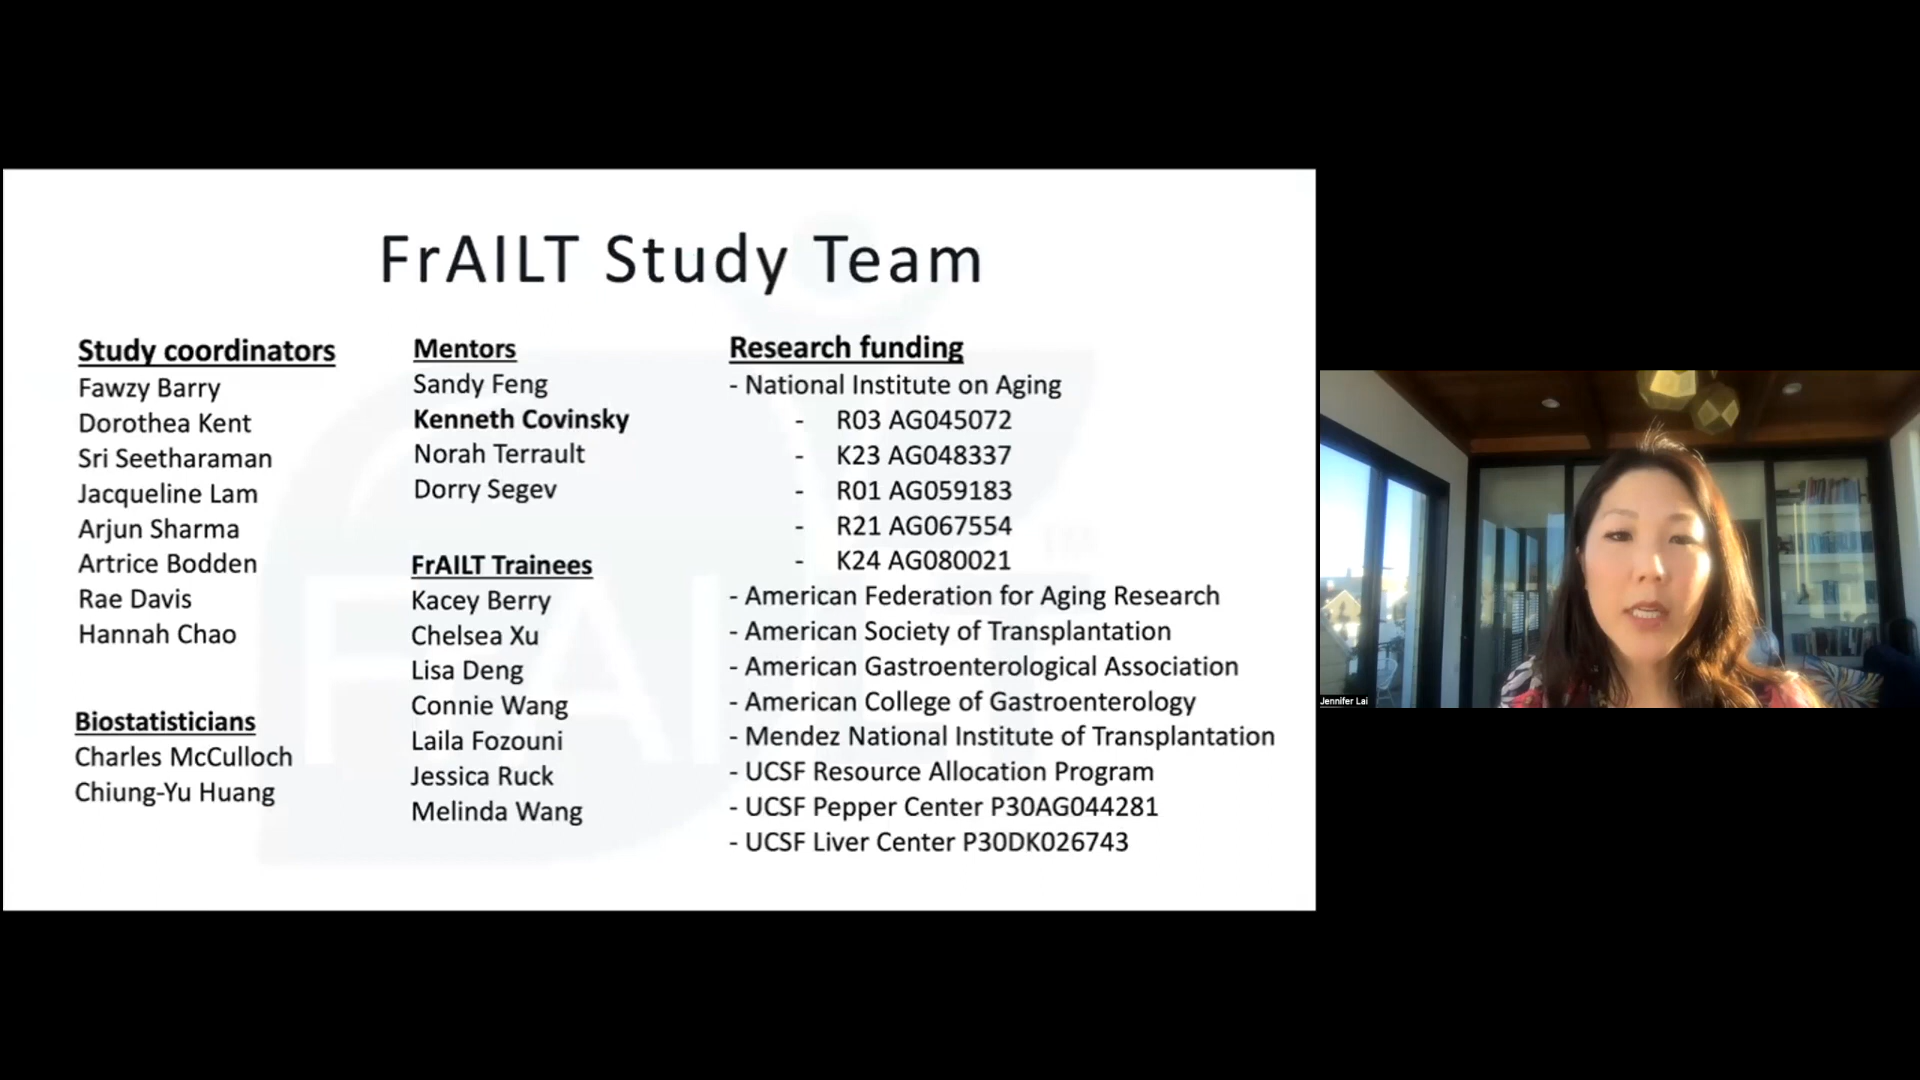 FrAILT Study Team
Study coordinators
Fawzy Barry
Dorothea Kent
Sri Seetharaman
Jacqueline Lam
Arjun Sharma
Artrice Bodden
Rae Davis
Hannah Chao
Biostatisticians
Charles McCulloch
Chiung-Yu Huang
Mentors
Sandy Feng
Kenneth Covinsky
Norah Terrault
Dorry Segev
FrAILT Trainees
Kacey Berry
Chelsea Xu
Lisa Deng
Connie Wang
Laila Fozouni
Jessica Ruck
Melinda Wang
Research funding
- National Institute on Aging
- R03 AG045072
- K23 AG048337
- R01 AG059183
- R21 AG067554
- K24 AG080021
- American Federation for Aging Research
- American Society of Transplantation
- American Gastroenterological Association
- American College of Gastroenterology
- Mendez National Institute of Transplantation
- UCSF Resource Allocation Program
- UCSF Pepper Center P30AG044281
- UCSF Liver Center P30DK026743
FrAILT
TM
Jennifer Lai